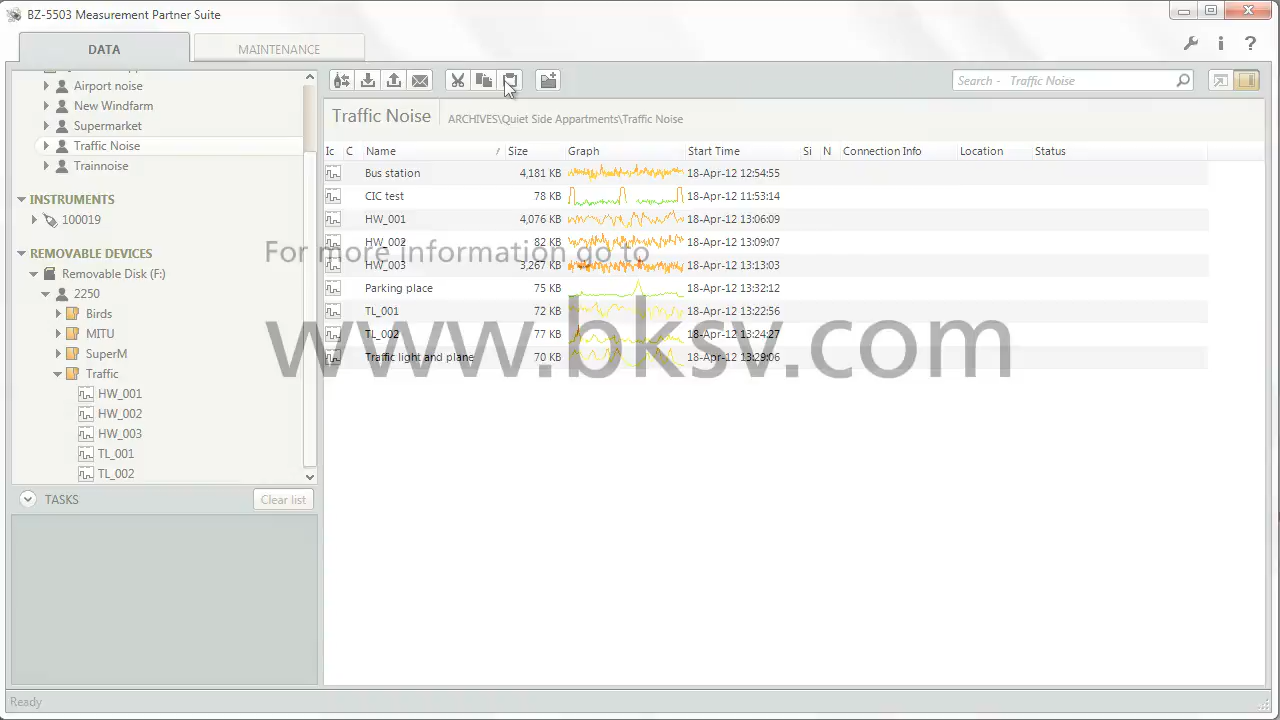 BZ-5503 Measurement Partner Suite
DATA
MAINTENANCE
Airport noise
New Windfarm
Supermarket
Traffic Noise
Trainnoise
INSTRUMENTS
100019
REMOVABLE DEVICES
Removable Disk (F:)
2250
Birds
MITU
SuperM
Traffic
HW_001
HW_002
HW_003
TL_001
TL_002
TASKS
Clear list
Search - Traffic Noise
Traffic Noise
ARCHIVES\Quiet Side Appartments\Traffic Noise
Ic C Name / Size Graph Start Time Si N Connection Info Location Status
Bus station 4,181 KB 18-Apr-12 12:54:55
CIC test 78 KB 18-Apr-12 11:53:14
HW_001 4,076 KB 18-Apr-12 13:06:09
HW_002 82 KB 18-Apr-12 13:09:07
HW_003 3,267 KB 18-Apr-12 13:13:03
Parking place 75 KB 18-Apr-12 13:32:12
TL_001 72 KB 18-Apr-12 13:22:56
TL_002 77 KB 18-Apr-12 13:24:27
Traffic light and plane 70 KB 18-Apr-12 13:29:06
For more information go to
www.bksv.com
Ready